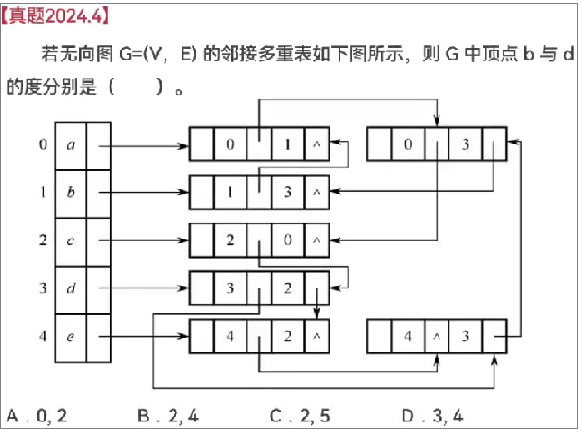 【真题2024.4】
若无向图 G=(V, E) 的邻接多重表如下图所示，则 G 中顶点 b 与 d
的度分别是（ ）。
0 a 0 1 ^ 0 3
1 b 1 3 ^
2 c 2 0 ^
3 d 3 2
4 e 4 2 ^ 4 ^ 3
A．0, 2 B．2, 4 C．2, 5 D．3, 4